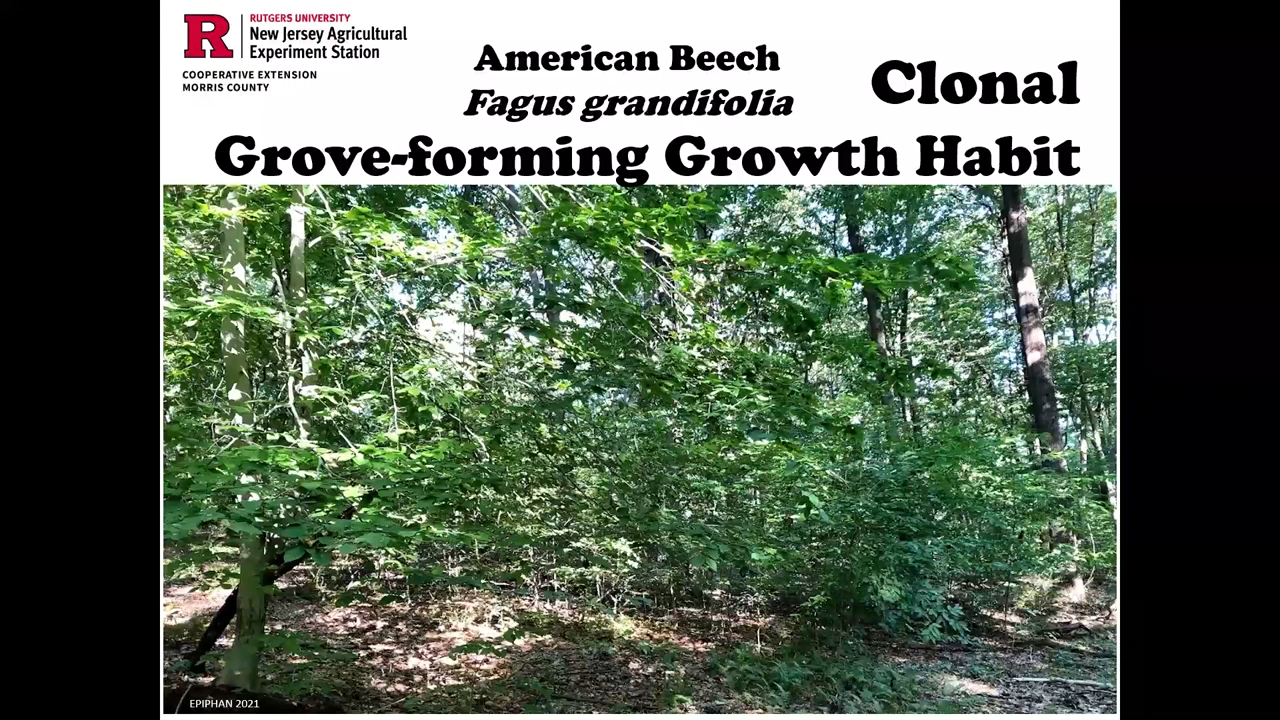 R
RUTGERS UNIVERSITY
New Jersey Agricultural
Experiment Station
COOPERATIVE EXTENSION
MORRIS COUNTY
American Beech
Fagus grandifolia
Clonal
Grove-forming Growth Habit
EPIPHAN 2021